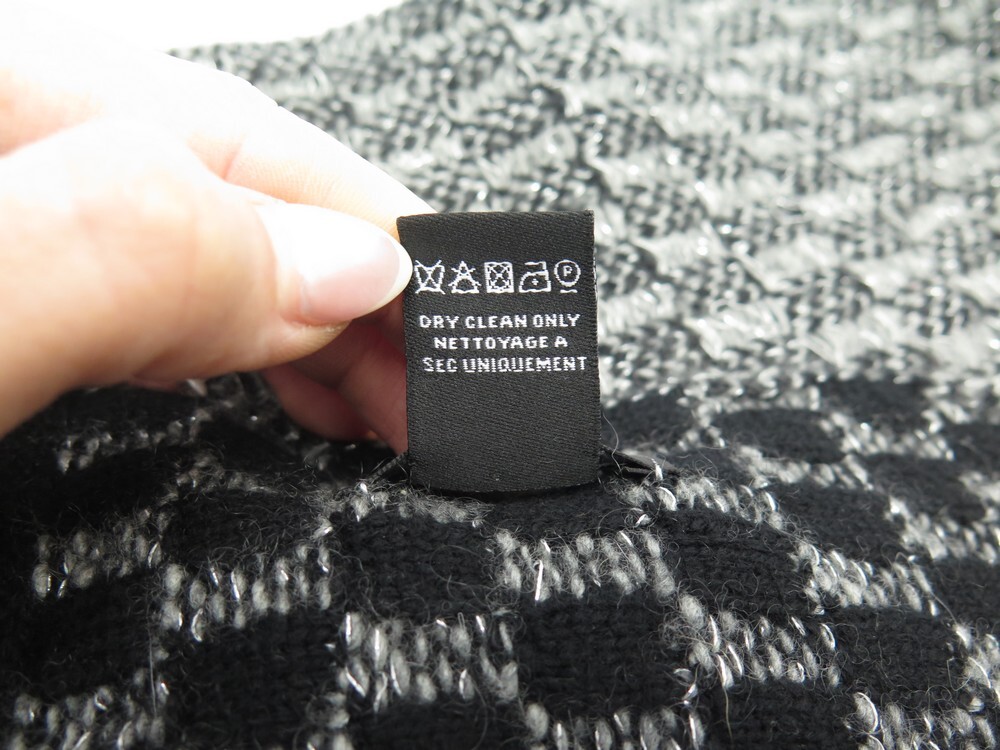 P
DRY CLEAN ONLY
NETTOYAGE A
SEC UNIQUEMENT